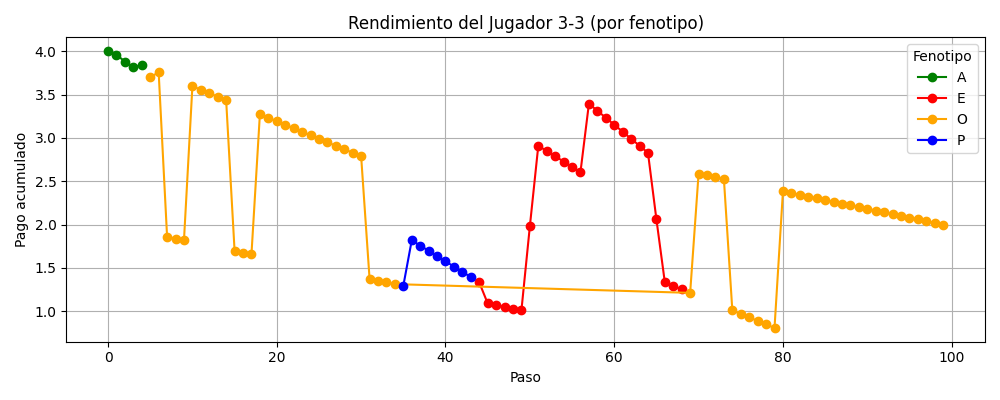 Rendimiento del Jugador 3-3 (por fenotipo)
Pago acumulado
4.0
3.5
3.0
2.5
2.0
1.5
1.0
0
20
40
60
80
100
Paso
Fenotipo
A
E
O
P